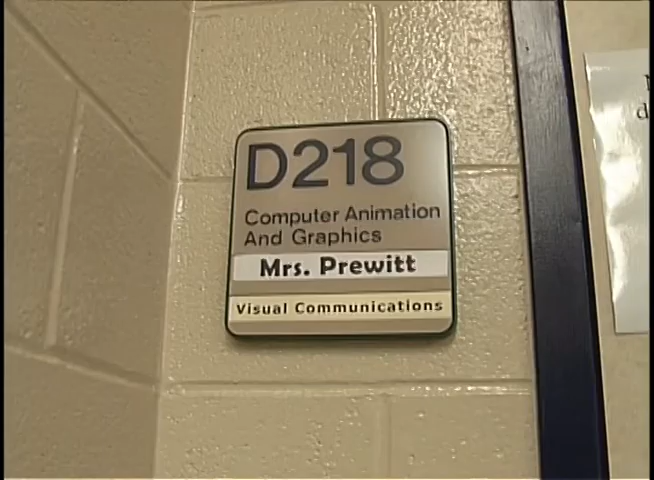 D218
Computer Animation
And Graphics
Mrs. Prewitt
Visual Communications